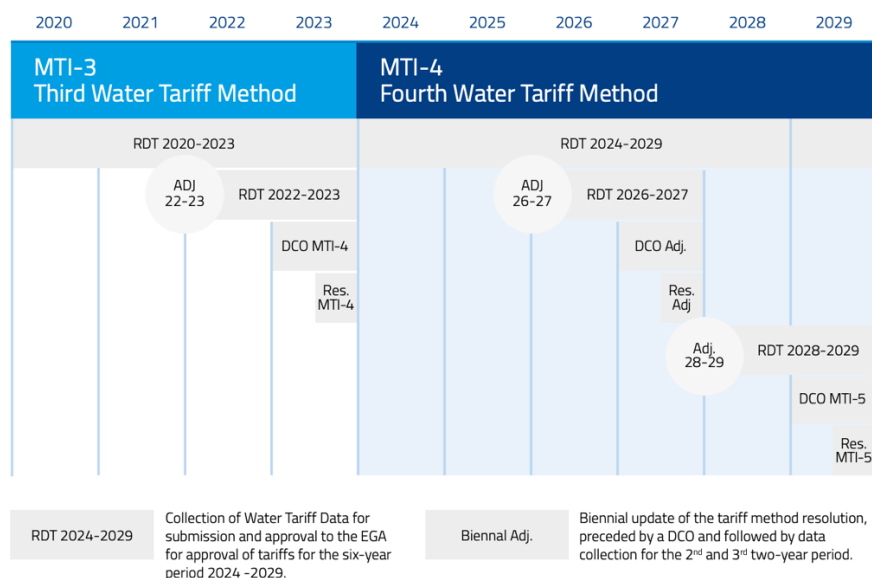 2020 2021 2022 2023 2024 2025 2026 2027 2028 2029
MTI-3
Third Water Tariff Method
MTI-4
Fourth Water Tariff Method
RDT 2020-2023
RDT 2024-2029
ADJ
22-23
RDT 2022-2023
ADJ
26-27
RDT 2026-2027
DCO MTI-4
DCO Adj.
Res.
MTI-4
Res.
Adj
Adj.
28-29
RDT 2028-2029
DCO MTI-5
Res.
MTI-5
RDT 2024-2029
Collection of Water Tariff Data for
submission and approval to the EGA
for approval of tariffs for the six-year
period 2024 -2029.
Biennal Adj.
Biennial update of the tariff method resolution,
preceded by a DCO and followed by data
collection for the 2nd and 3rd two-year period.